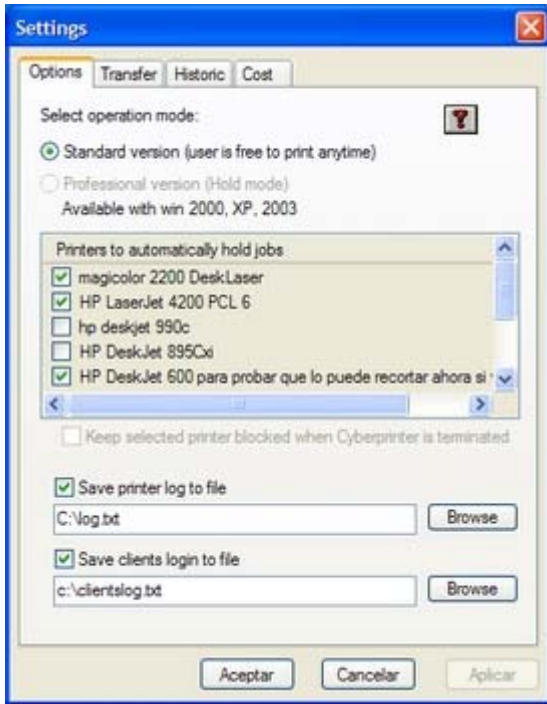 Settings
Options Transfer Historic Cost
Select operation mode:
Standard version (user is free to print anytime)
Professional version (Hold mode)
Available with win 2000, XP, 2003
Printers to automatically hold jobs
magicolor 2200 DeskLaser
HP LaserJet 4200 PCL 6
hp deskjet 990c
HP DeskJet 895Cxi
HP DeskJet 600 para probar que lo puede recortar ahora si
Keep selected printer blocked when Cyberprinter is terminated
Save printer log to file
C:\log.txt Browse
Save clients login to file
c:\clientslog.txt Browse
Aceptar Cancelar Aplicar